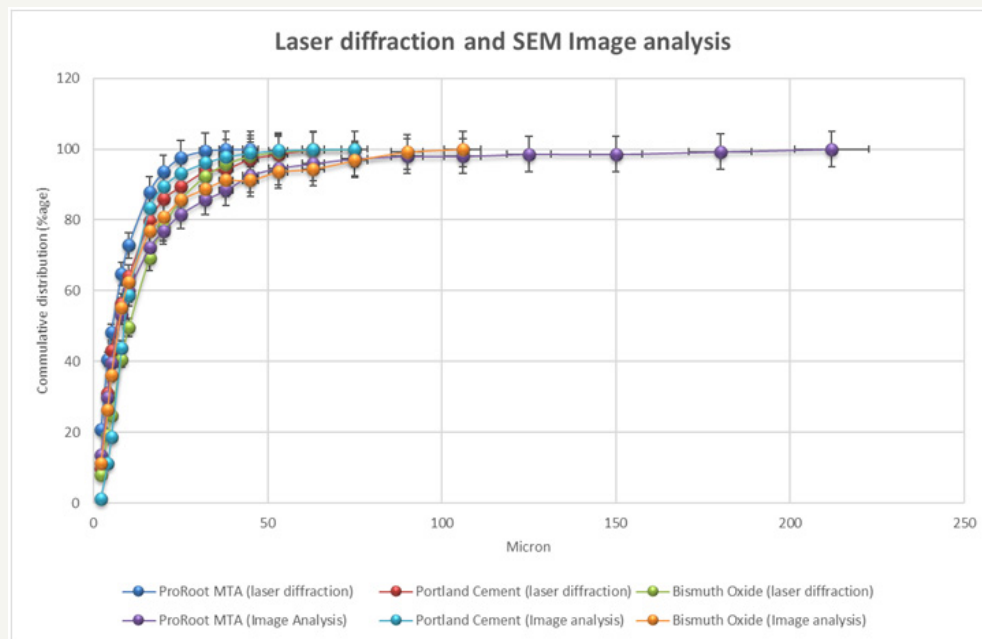 Laser diffraction and SEM Image analysis
120
100
80
60
40
20
0
Commulative distribution (%age)
0 50 100 150 200 250
Micron
ProRoot MTA (laser diffraction) Portland Cement (laser diffraction) Bismuth Oxide (laser diffraction)
ProRoot MTA (Image Analysis) Portland Cement (Image analysis) Bismuth Oxide (Image analysis)